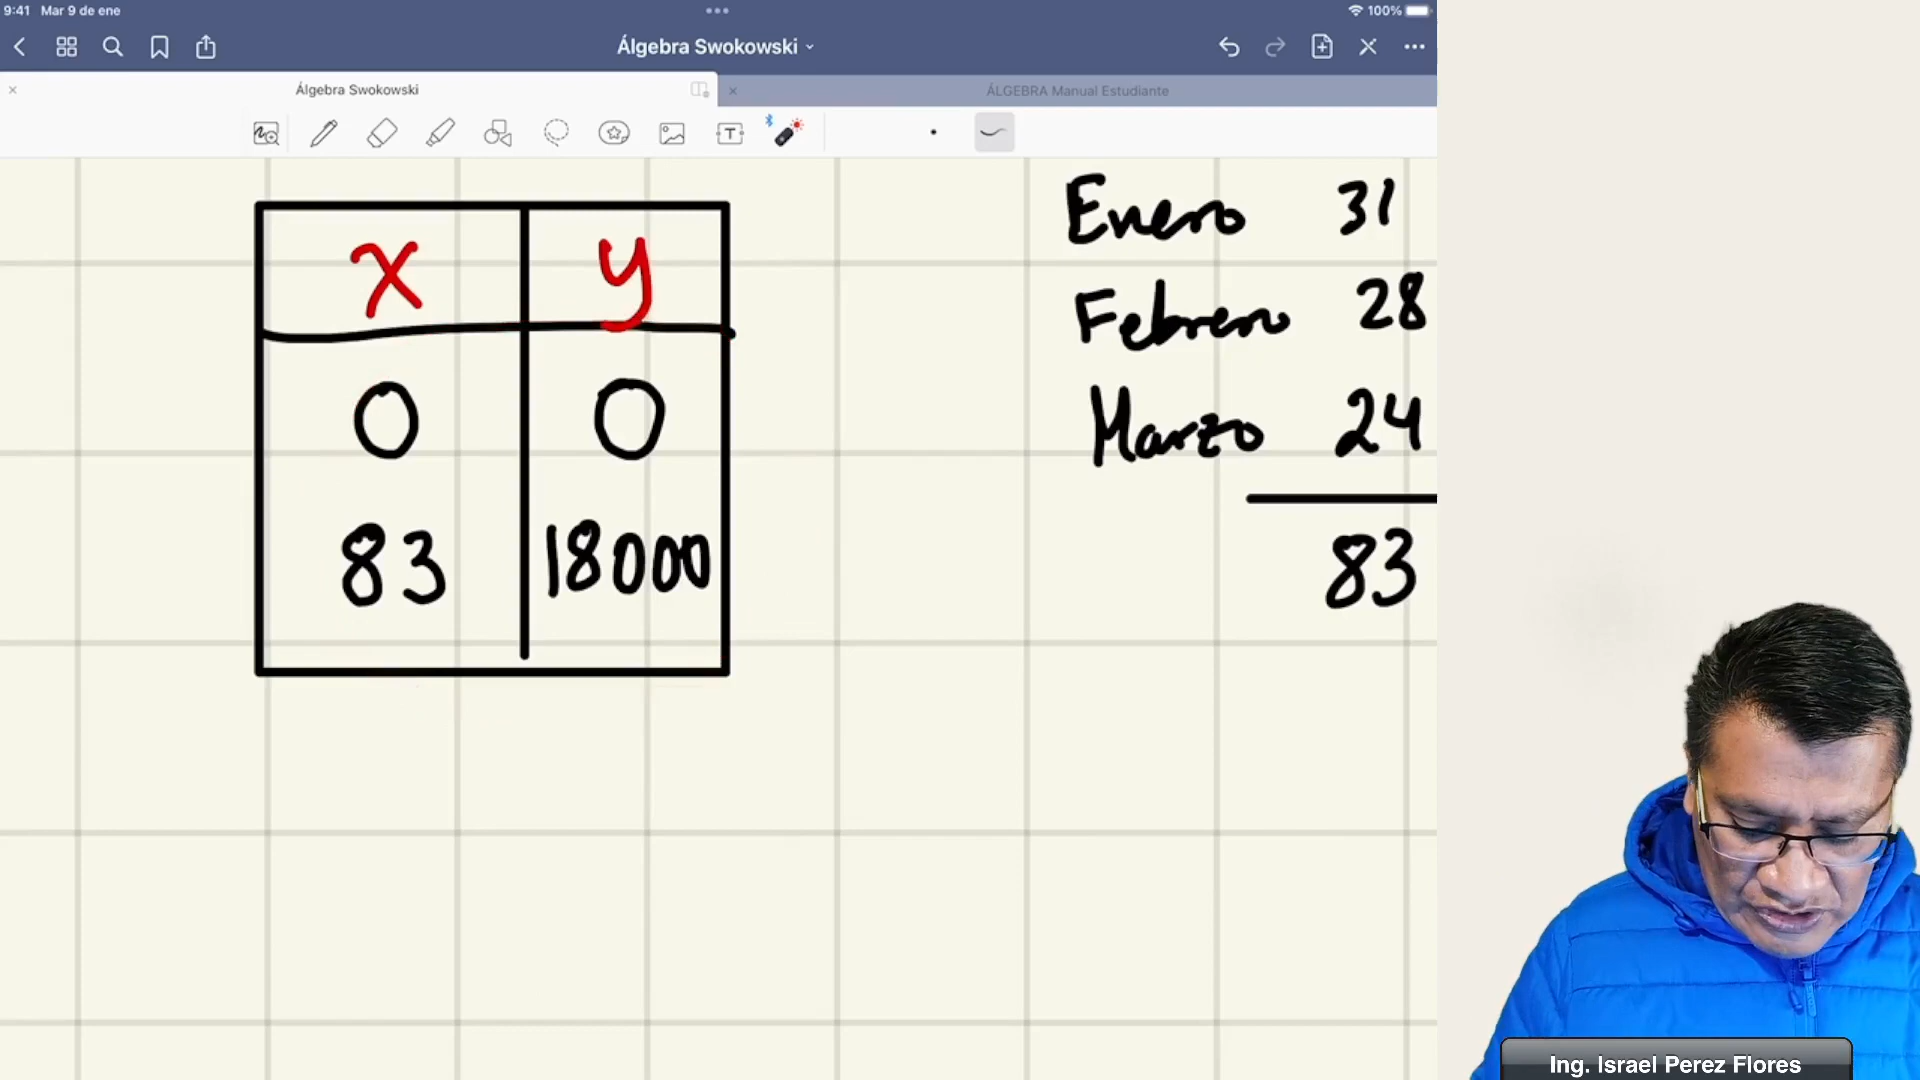 9:41 Mar 9 de ene
100%
Álgebra Swokowski
Álgebra Swokowski
ÁLGEBRA Manual Estudiante
T
x y
0 0
83 18000
Enero 31
Febrero 28
Marzo 24
83
Ing. Israel Perez Flores